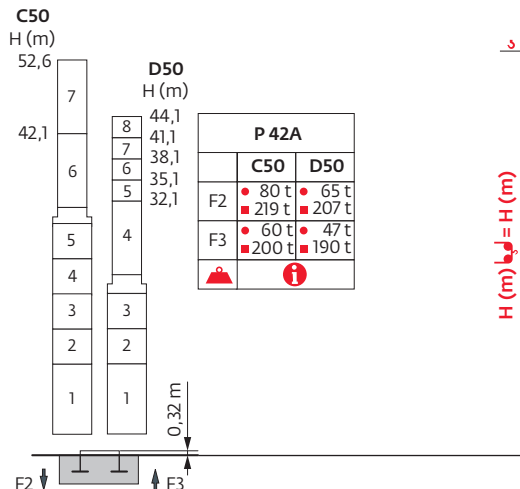 C50
H (m)
52,6
42,1
7
6
5
4
3
2
1
D50
H (m)
44,1
41,1
38,1
35,1
32,1
8
7
6
5
4
3
2
1
P 42A
C50 D50
F2 ● 80 t ● 65 t
■ 219 t ■ 207 t
F3 ● 60 t ● 47 t
■ 200 t ■ 190 t
i
0,32 m
F2
F3
H (m) = H (m)